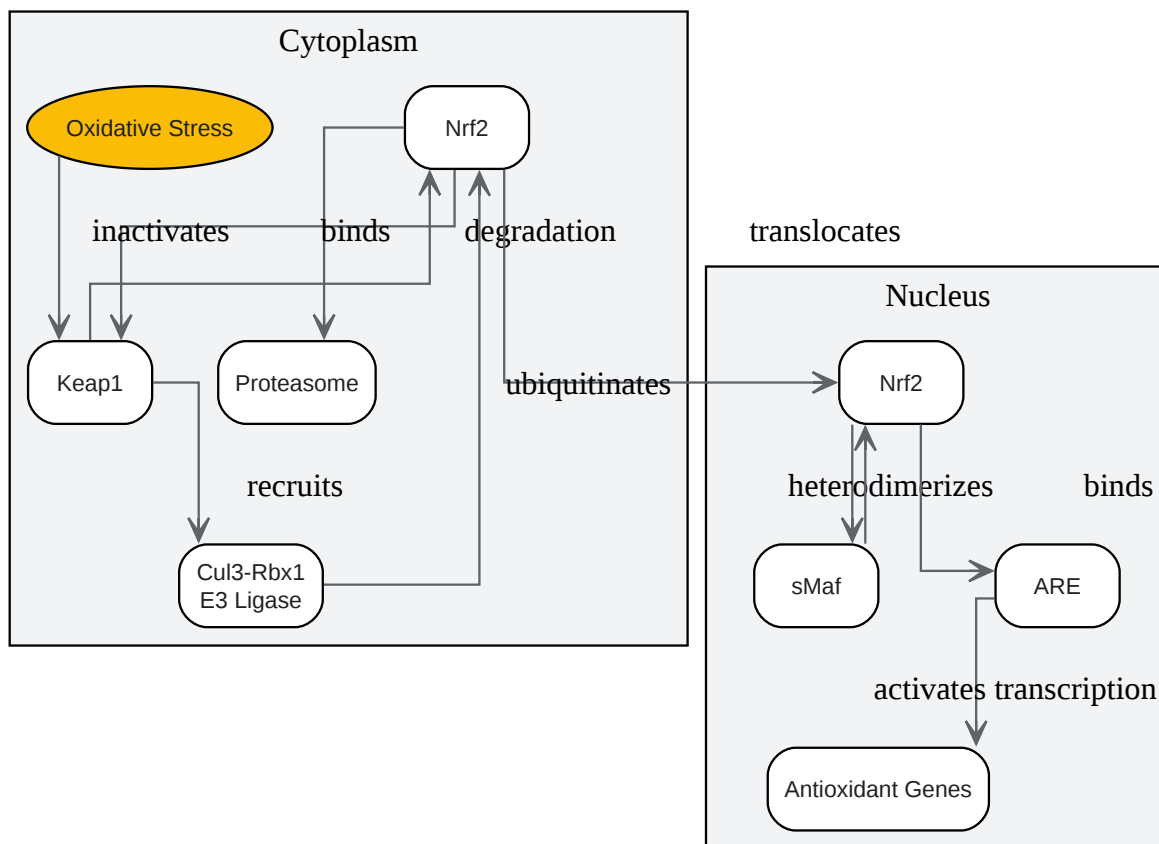 Cytoplasm
Oxidative Stress
Nrf2
inactivates
binds
degradation
translocates
Nucleus
Keap1
Proteasome
ubiquitinates
Nrf2
recruits
heterodimerizes
binds
Cul3-Rbx1
E3 Ligase
sMaf
ARE
activates transcription
Antioxidant Genes